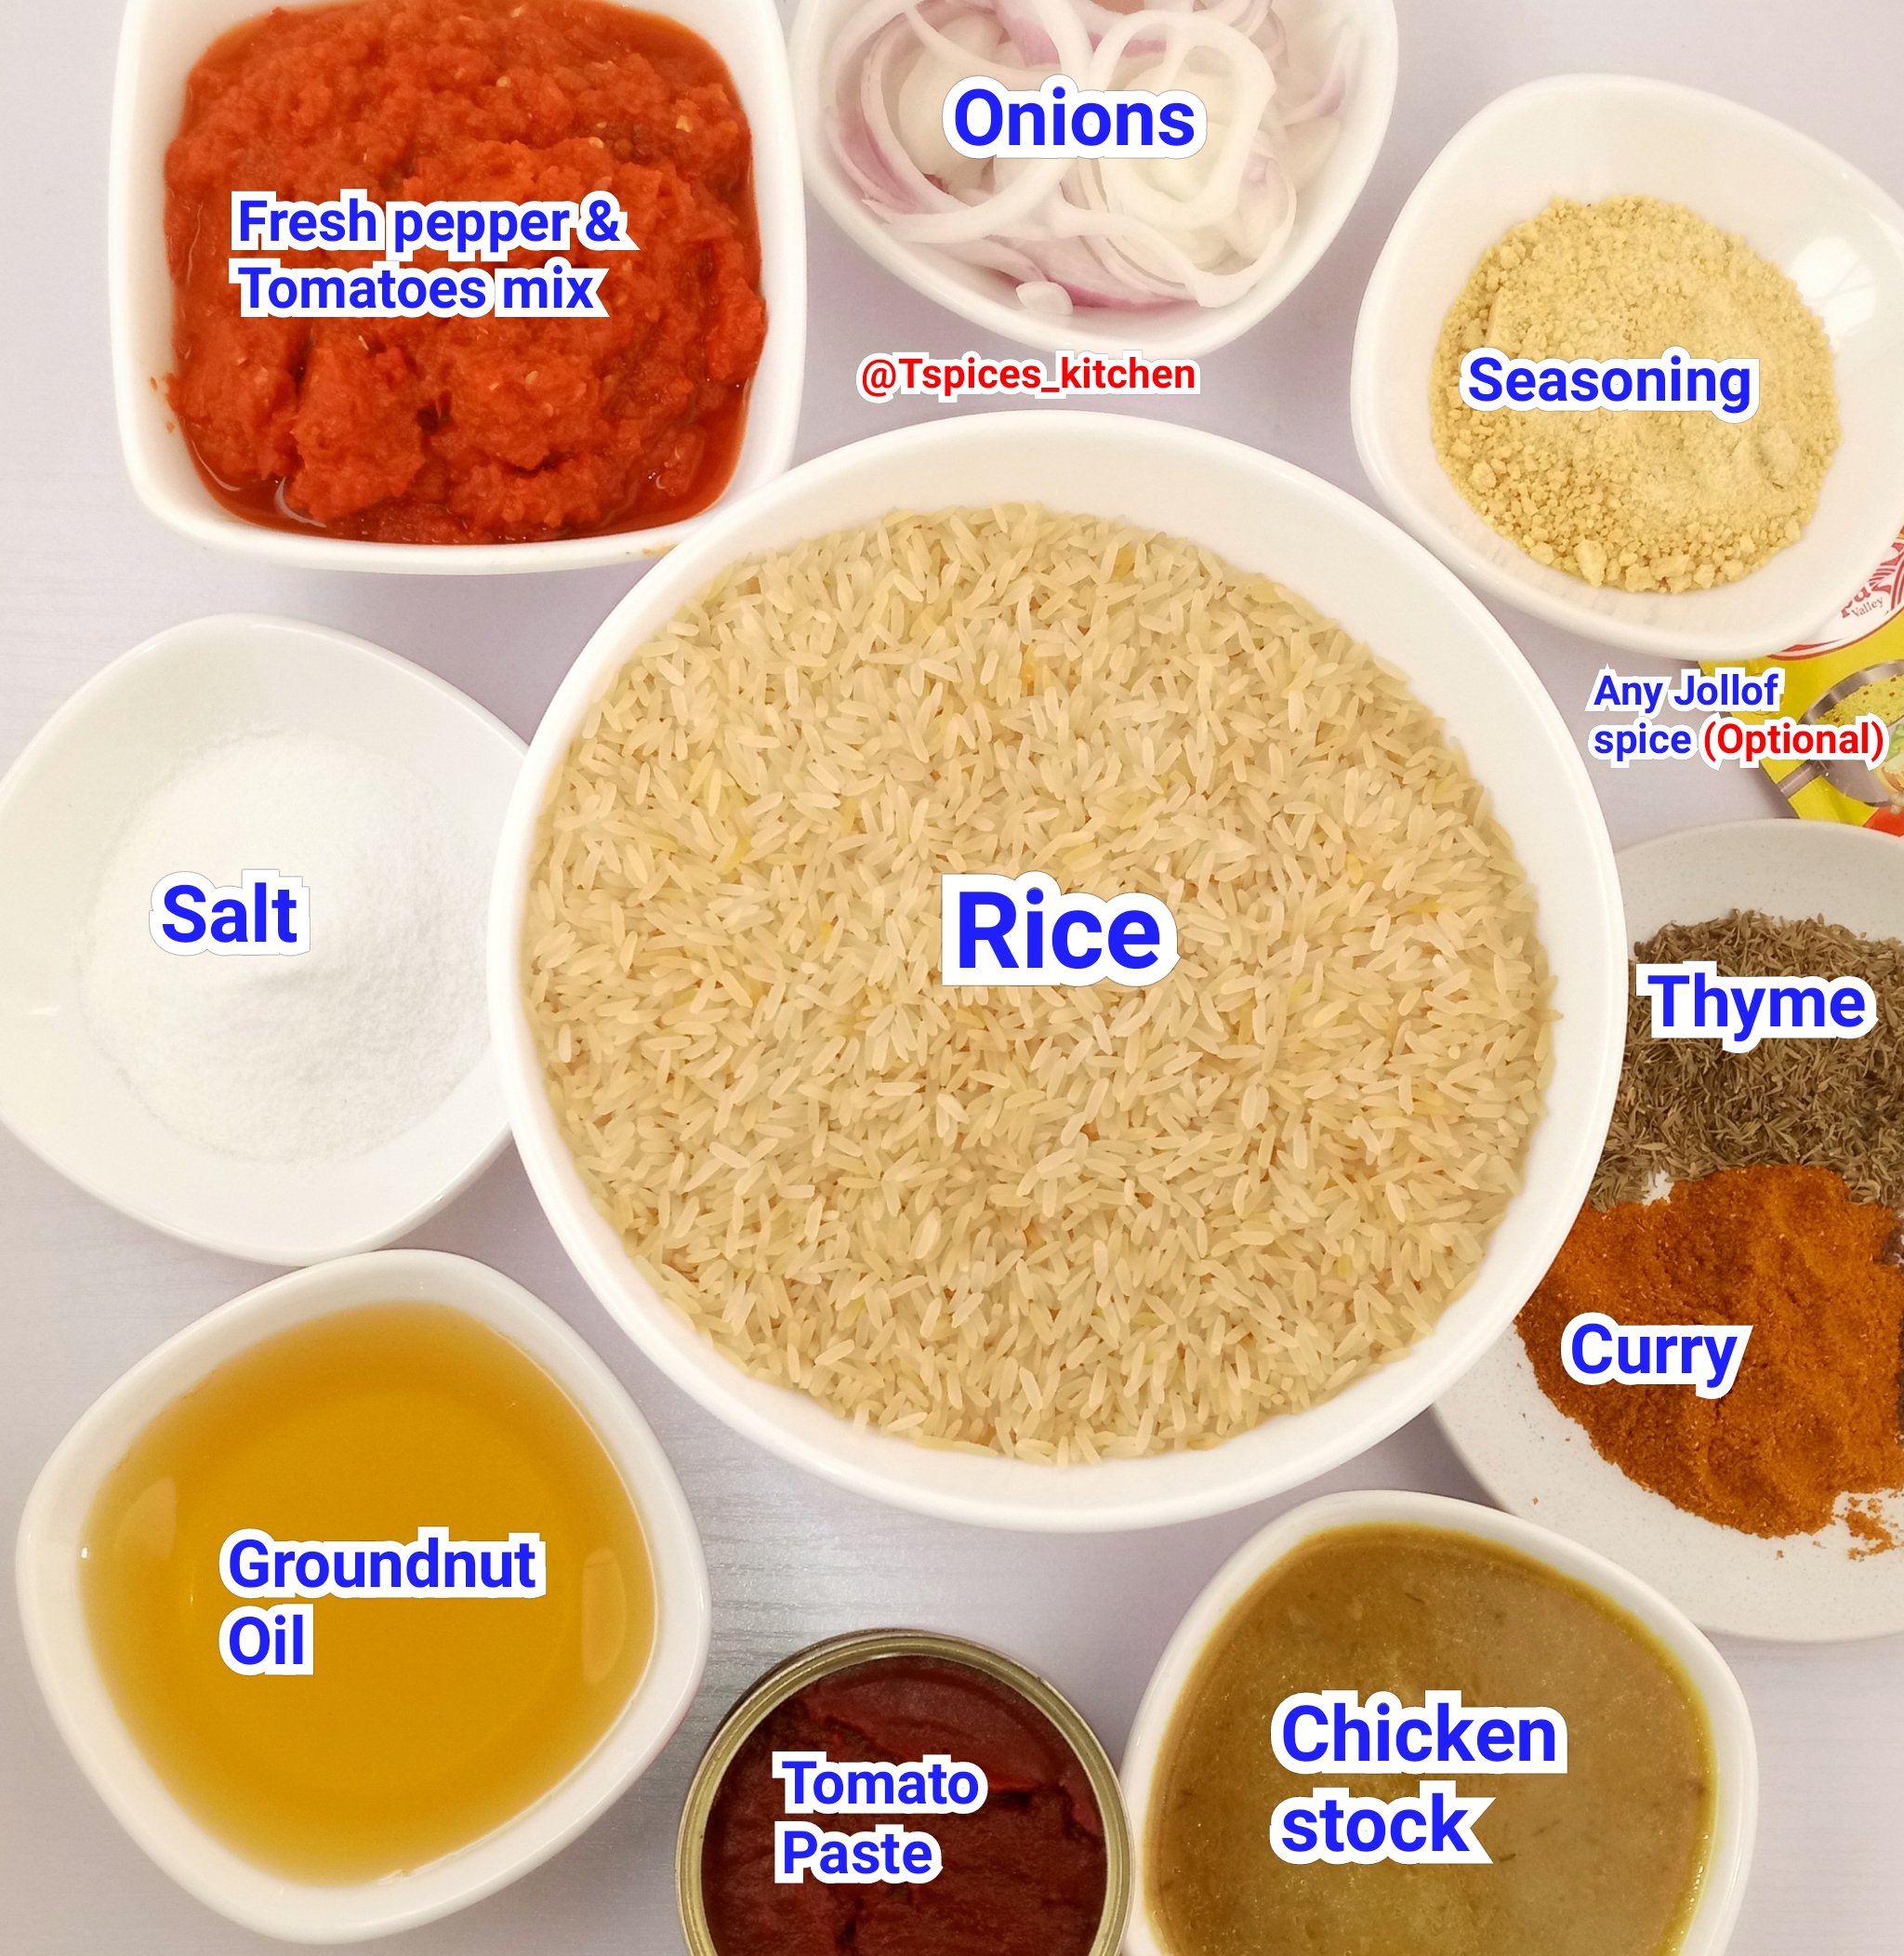 Onions
Fresh pepper &
Tomatoes mix
@Tspices_kitchen
Seasoning
Valley
Any Jollof
spice (Optional)
Salt
Rice
Thyme
Curry
Groundnut
Oil
Chicken
stock
Tomato
Paste